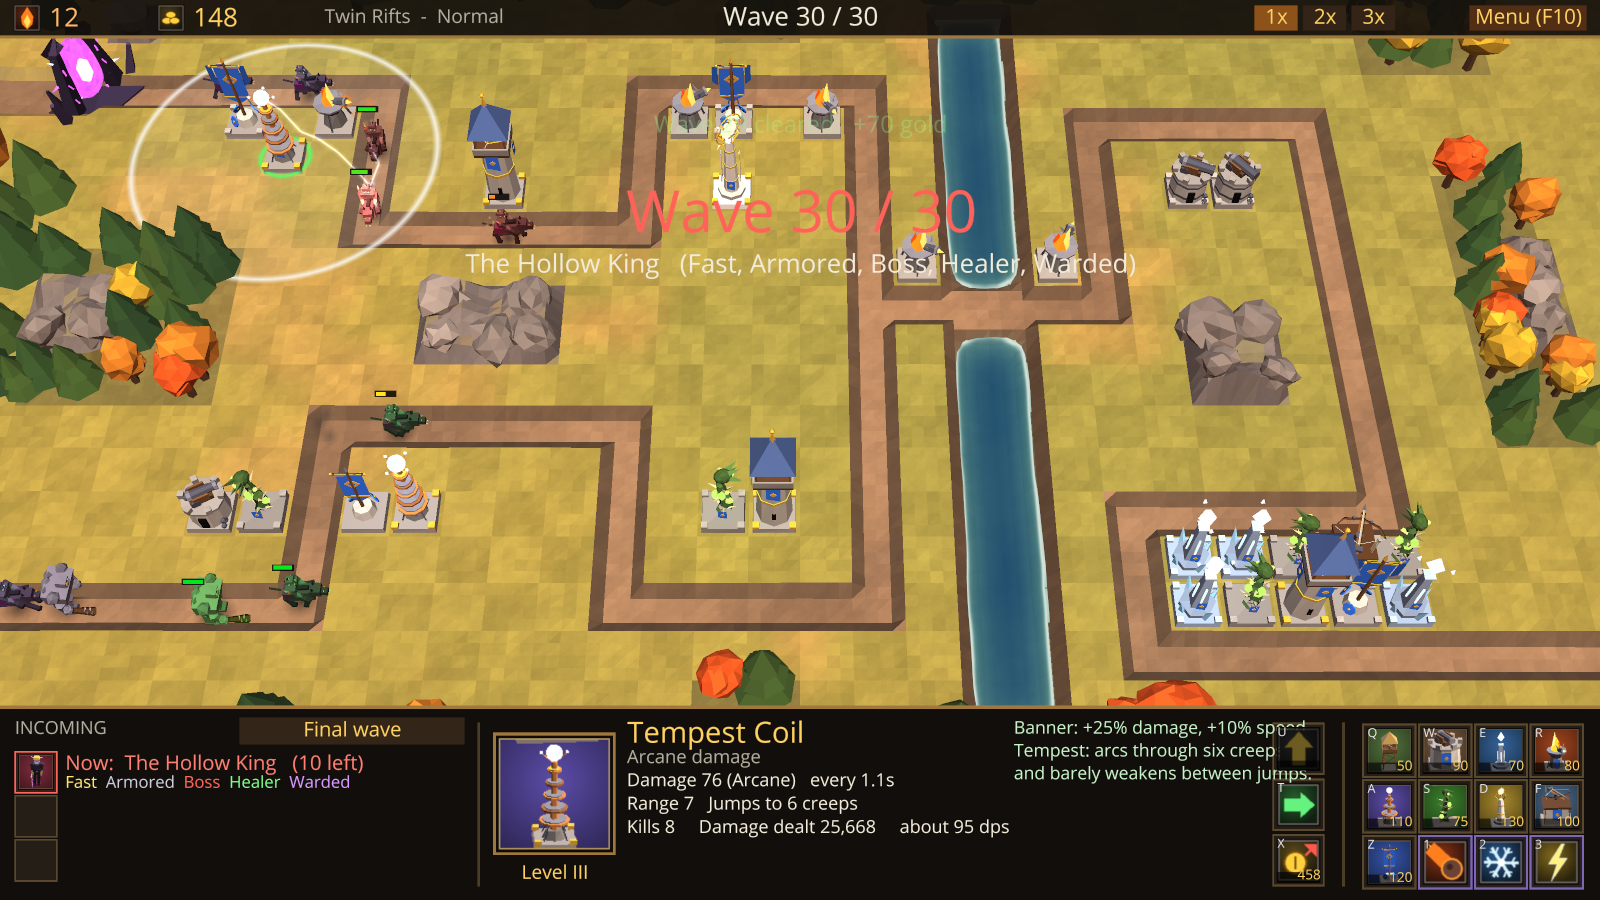 12
148
Twin Rifts - Normal
Wave 30 / 30
1x
2x
3x
Menu (F10)
+70 gold
Wave 30 / 30
The Hollow King (Fast, Armored, Boss, Healer, Warded)
INCOMING
Final wave
Now: The Hollow King (10 left)
Fast Armored Boss Healer Warded
Level III
Tempest Coil
Arcane damage
Damage 76 (Arcane) every 1.1s
Range 7 Jumps to 6 creeps
Kills 8 Damage dealt 25,668 about 95 dps
Banner: +25% damage, +10% speed
Tempest: arcs through six creeps
and barely weakens between jumps.
T
X
458
Q
50
W
90
E
70
R
80
A
110
S
75
D
130
F
100
Z
120
1
2
3